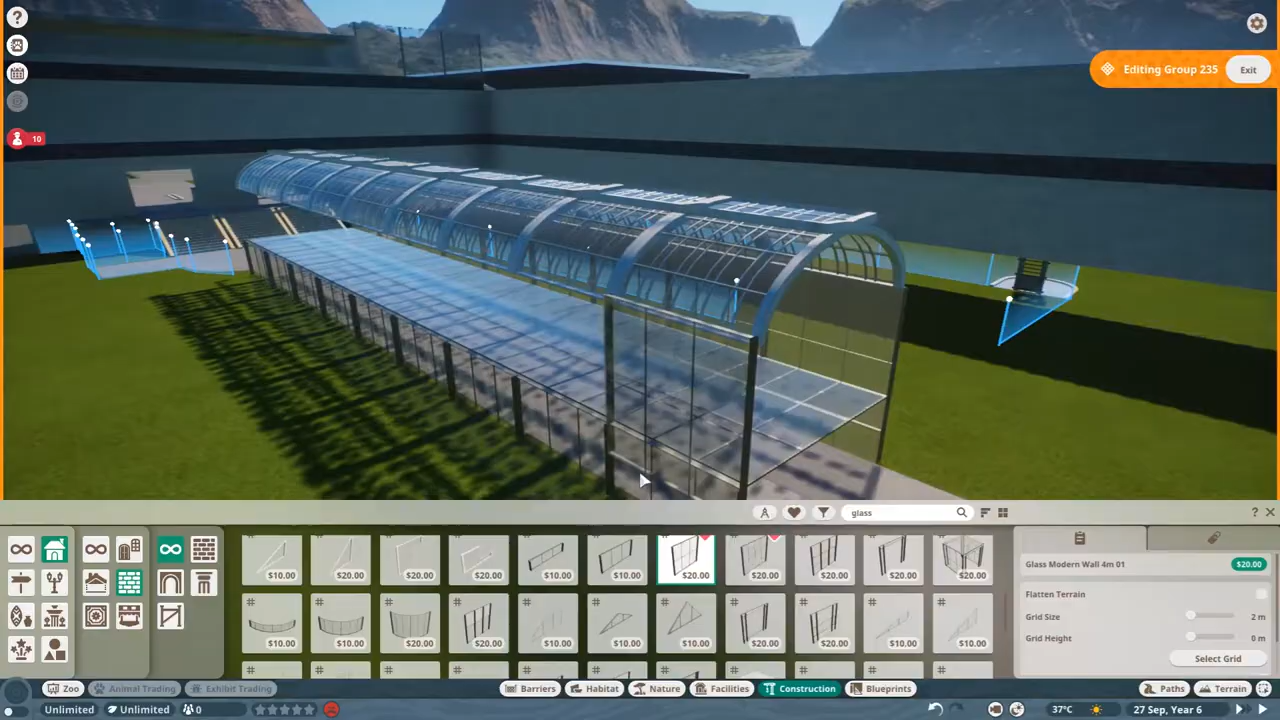 ?
Editing Group 235 Exit
10
glass
? ×
$10.00 $20.00 $20.00 $20.00 $10.00 $10.00 $20.00 $20.00 $20.00 $20.00 $20.00
Glass Modern Wall 4m 01 $20.00
Flatten Terrain
Grid Size 2 m
Grid Height 0 m
Select Grid
$10.00 $10.00 $20.00 $20.00 $10.00 $10.00 $20.00 $20.00 $20.00 $10.00 $10.00
Zoo Animal Trading Exhibit Trading Barriers Habitat Nature Facilities Construction Blueprints Paths Terrain
Unlimited Unlimited 0 37°C 27 Sep, Year 6